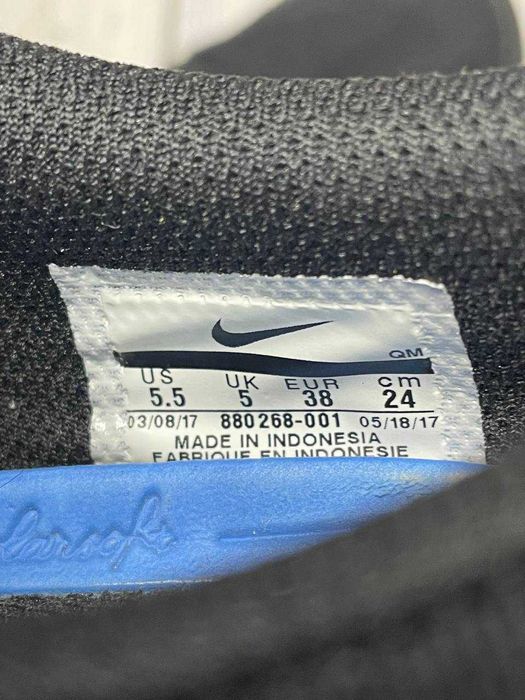 QM
US UK EUR cm
5.5 5 38 24
03/08/17 880268-001 05/18/17
MADE IN INDONESIA
FABRIQUE EN INDONESIE